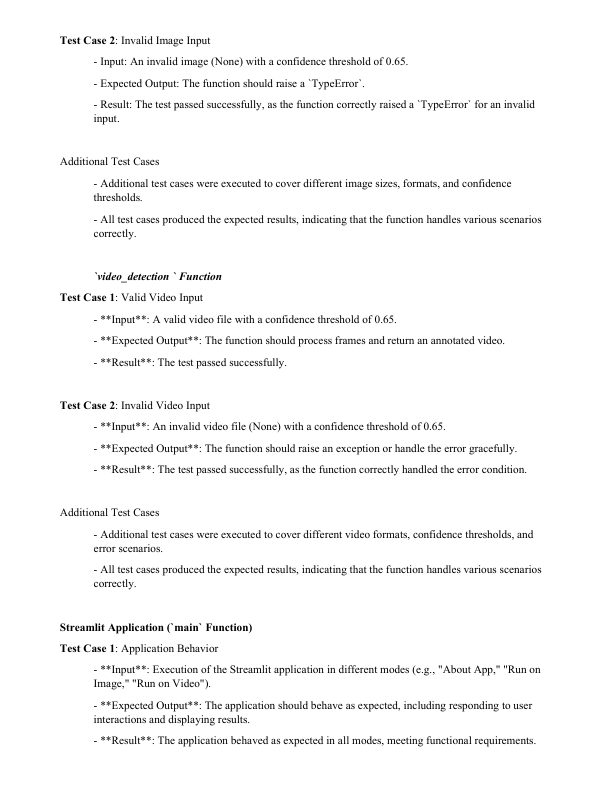 Test Case 2: Invalid Image Input
- Input: An invalid image (None) with a confidence threshold of 0.65.
- Expected Output: The function should raise a `TypeError`.
- Result: The test passed successfully, as the function correctly raised a `TypeError` for an invalid
input.
Additional Test Cases
- Additional test cases were executed to cover different image sizes, formats, and confidence
thresholds.
- All test cases produced the expected results, indicating that the function handles various scenarios
correctly.
`video_detection ` Function
Test Case 1: Valid Video Input
- **Input**: A valid video file with a confidence threshold of 0.65.
- **Expected Output**: The function should process frames and return an annotated video.
- **Result**: The test passed successfully.
Test Case 2: Invalid Video Input
- **Input**: An invalid video file (None) with a confidence threshold of 0.65.
- **Expected Output**: The function should raise an exception or handle the error gracefully.
- **Result**: The test passed successfully, as the function correctly handled the error condition.
Additional Test Cases
- Additional test cases were executed to cover different video formats, confidence thresholds, and
error scenarios.
- All test cases produced the expected results, indicating that the function handles various scenarios
correctly.
Streamlit Application (`main` Function)
Test Case 1: Application Behavior
- **Input**: Execution of the Streamlit application in different modes (e.g., "About App," "Run on
Image," "Run on Video").
- **Expected Output**: The application should behave as expected, including responding to user
interactions and displaying results.
- **Result**: The application behaved as expected in all modes, meeting functional requirements.